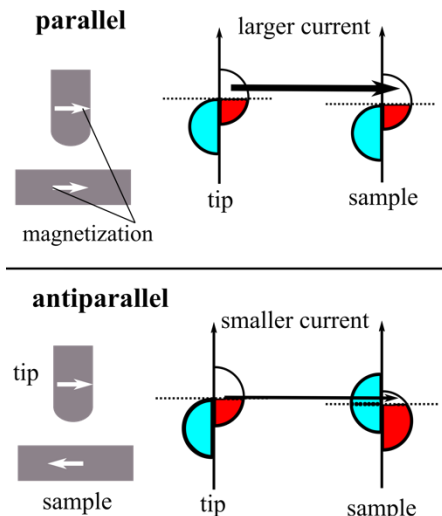 parallel
larger current
tip
sample
magnetization
antiparallel
smaller current
tip
sample
tip
sample